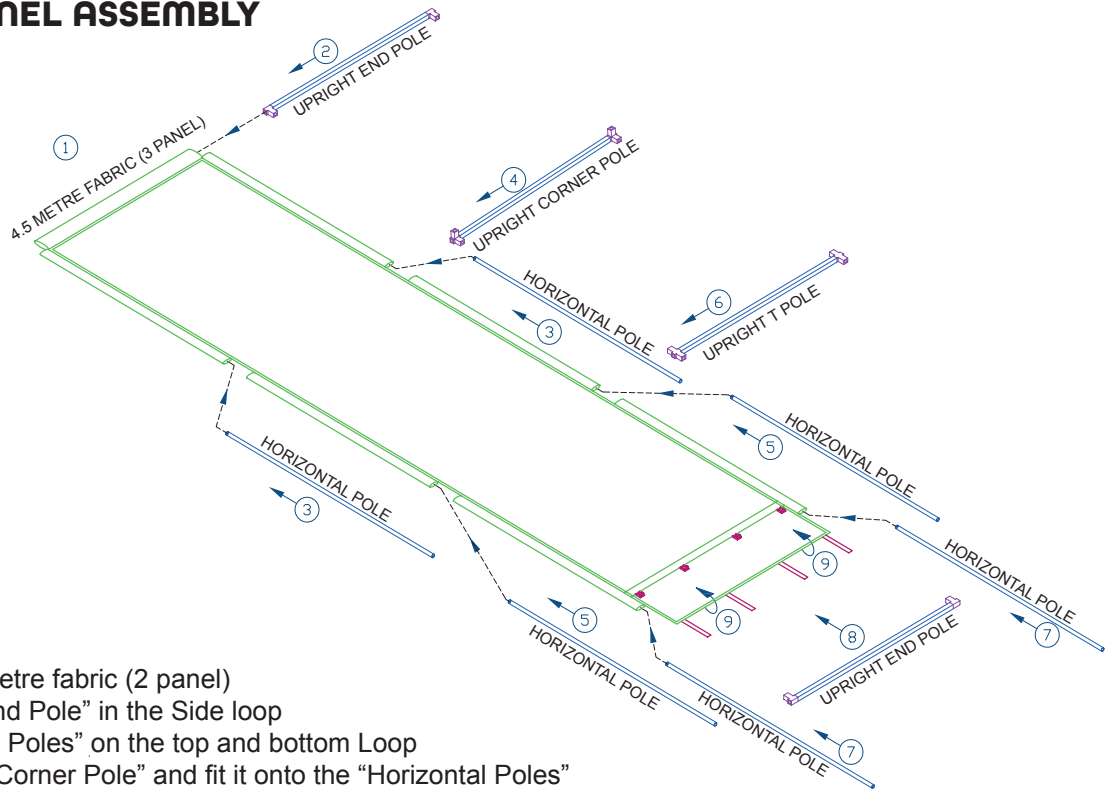 NEL ASSEMBLY
2
UPRIGHT END POLE
1
4.5 METRE FABRIC (3 PANEL)
4
UPRIGHT CORNER POLE
HORIZONTAL POLE
3
6
UPRIGHT T POLE
HORIZONTAL POLE
5
HORIZONTAL POLE
3
HORIZONTAL POLE
7
9
9
8
UPRIGHT END POLE
5
HORIZONTAL POLE
HORIZONTAL POLE
7
etre fabric (2 panel)
nd Pole” in the Side loop
Poles” on the top and bottom Loop
Corner Pole” and fit it onto the “Horizontal Poles”